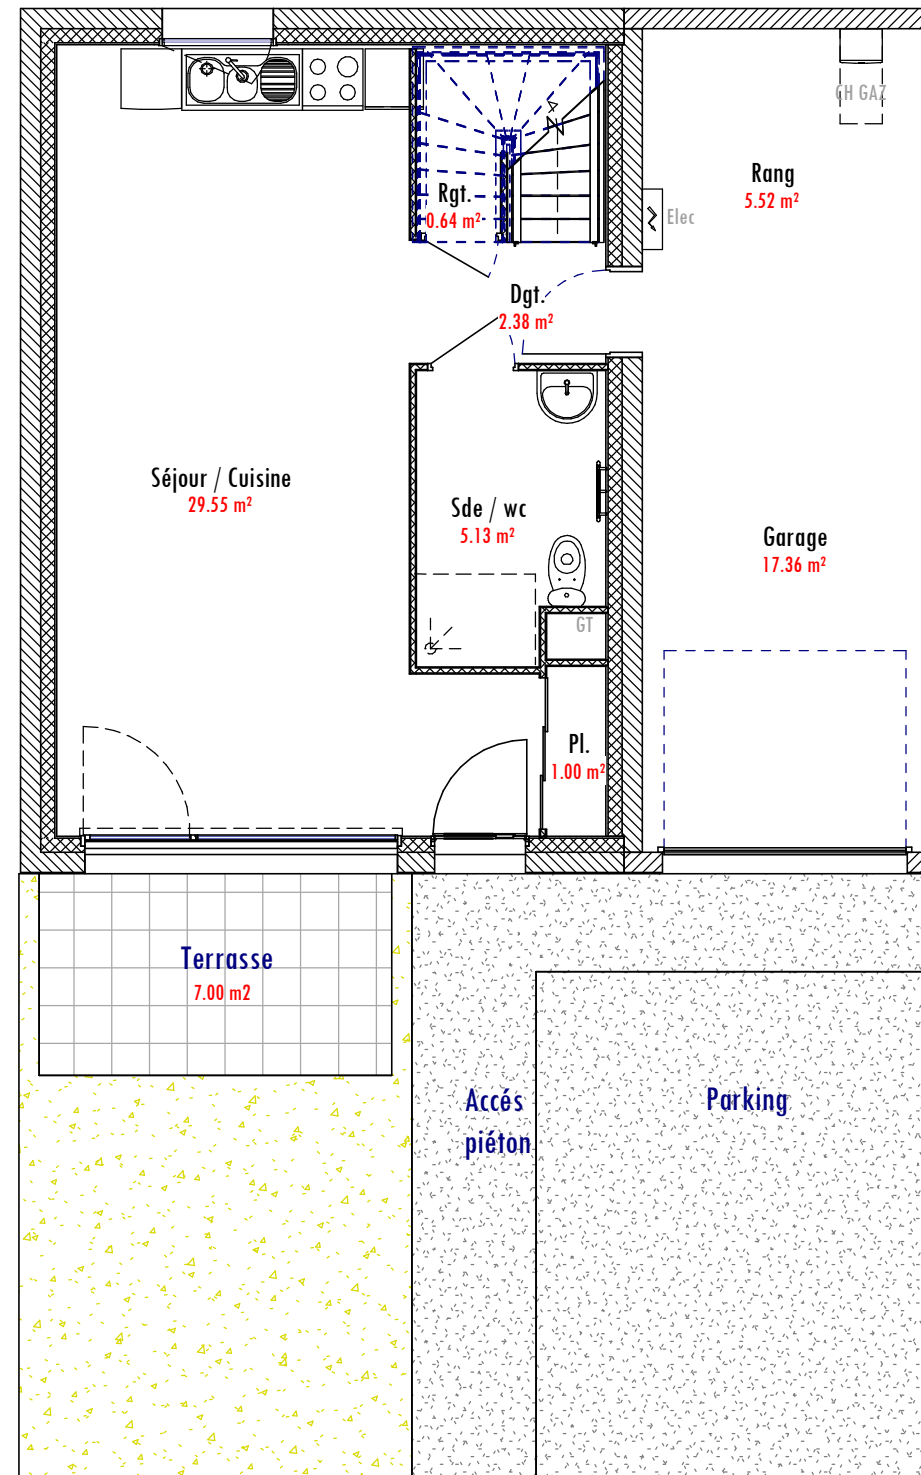 CH GAZ
Rang
5.52 m²
Rgt.
0.64 m²
Elec
Dgt.
2.38 m²
Séjour / Cuisine
29.55 m²
Sde / wc
5.13 m²
Garage
17.36 m²
GT
Pl.
1.00 m²
Terrasse
7.00 m2
Accés
piéton
Parking